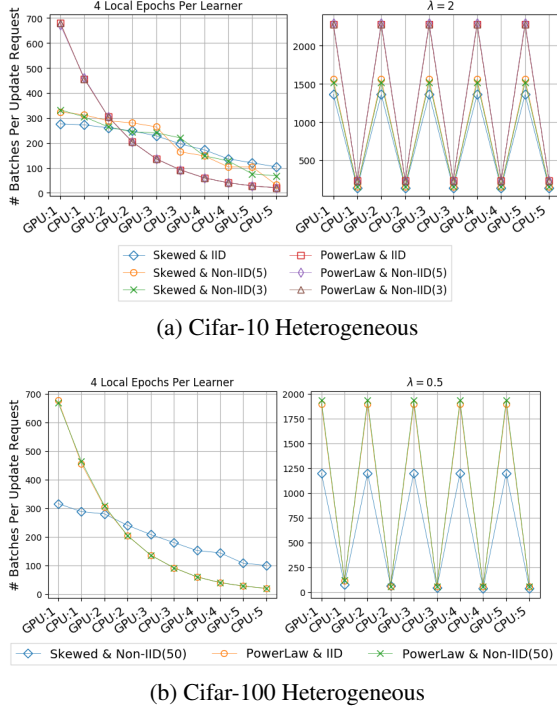 4 Local Epochs Per Learner
λ = 2
# Batches Per Update Request
700
600
500
400
300
200
100
0
2000
1500
1000
500
GPU:1
CPU:1
GPU:2
CPU:2
GPU:3
CPU:3
GPU:4
CPU:4
GPU:5
CPU:5
GPU:1
CPU:1
GPU:2
CPU:2
GPU:3
CPU:3
GPU:4
CPU:4
GPU:5
CPU:5
Skewed & IID
Skewed & Non-IID(5)
Skewed & Non-IID(3)
PowerLaw & IID
PowerLaw & Non-IID(5)
PowerLaw & Non-IID(3)
(a) Cifar-10 Heterogeneous
4 Local Epochs Per Learner
λ = 0.5
# Batches Per Update Request
700
600
500
400
300
200
100
0
2000
1750
1500
1250
1000
750
500
250
0
GPU:1
CPU:1
GPU:2
CPU:2
GPU:3
CPU:3
GPU:4
CPU:4
GPU:5
CPU:5
GPU:1
CPU:1
GPU:2
CPU:2
GPU:3
CPU:3
GPU:4
CPU:4
GPU:5
CPU:5
Skewed & Non-IID(50) PowerLaw & IID PowerLaw & Non-IID(50)
(b) Cifar-100 Heterogeneous